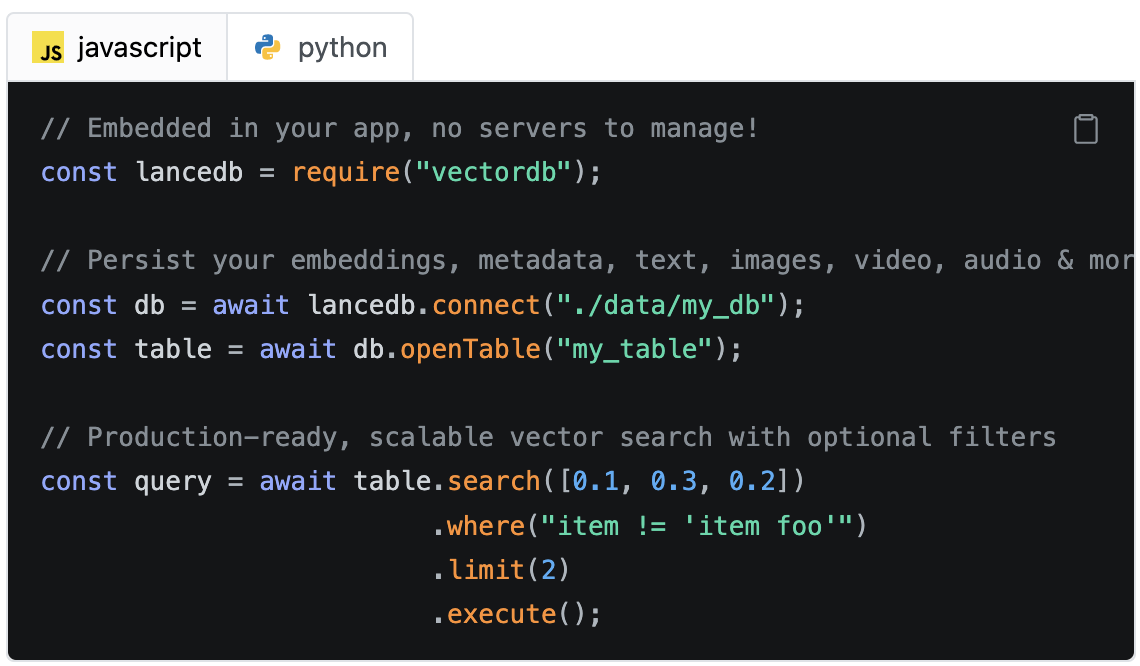 JS javascript python
// Embedded in your app, no servers to manage!
const lancedb = require("vectordb");
// Persist your embeddings, metadata, text, images, video, audio & mor
const db = await lancedb.connect("./data/my_db");
const table = await db.openTable("my_table");
// Production-ready, scalable vector search with optional filters
const query = await table.search([0.1, 0.3, 0.2])
.where("item != 'item foo'")
.limit(2)
.execute();